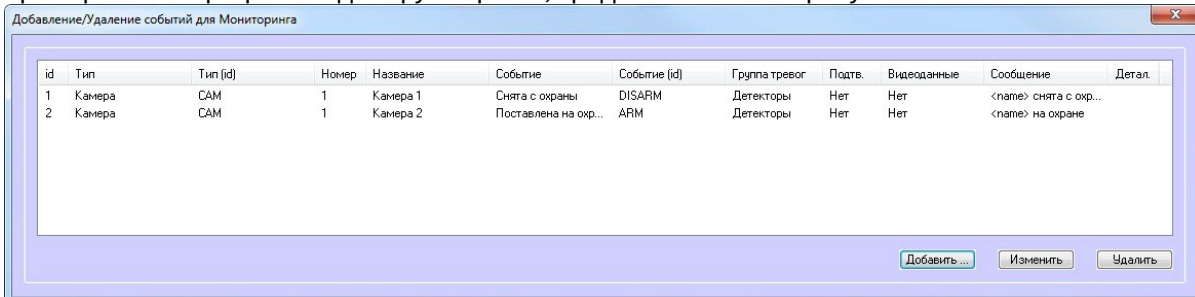 Добавление/Удаление событий для Мониторинга
id Тип Тип (id) Номер Название Событие Событие (id) Группа тревог Подтв. Видеоданные Сообщение Детал.
1 Камера CAM 1 Камера 1 Снята с охраны DISARM Детекторы Нет Нет <name> снята с охр...
2 Камера CAM 1 Камера 2 Поставлена на охр... ARM Детекторы Нет Нет <name> на охране
Добавить ... Изменить Удалить